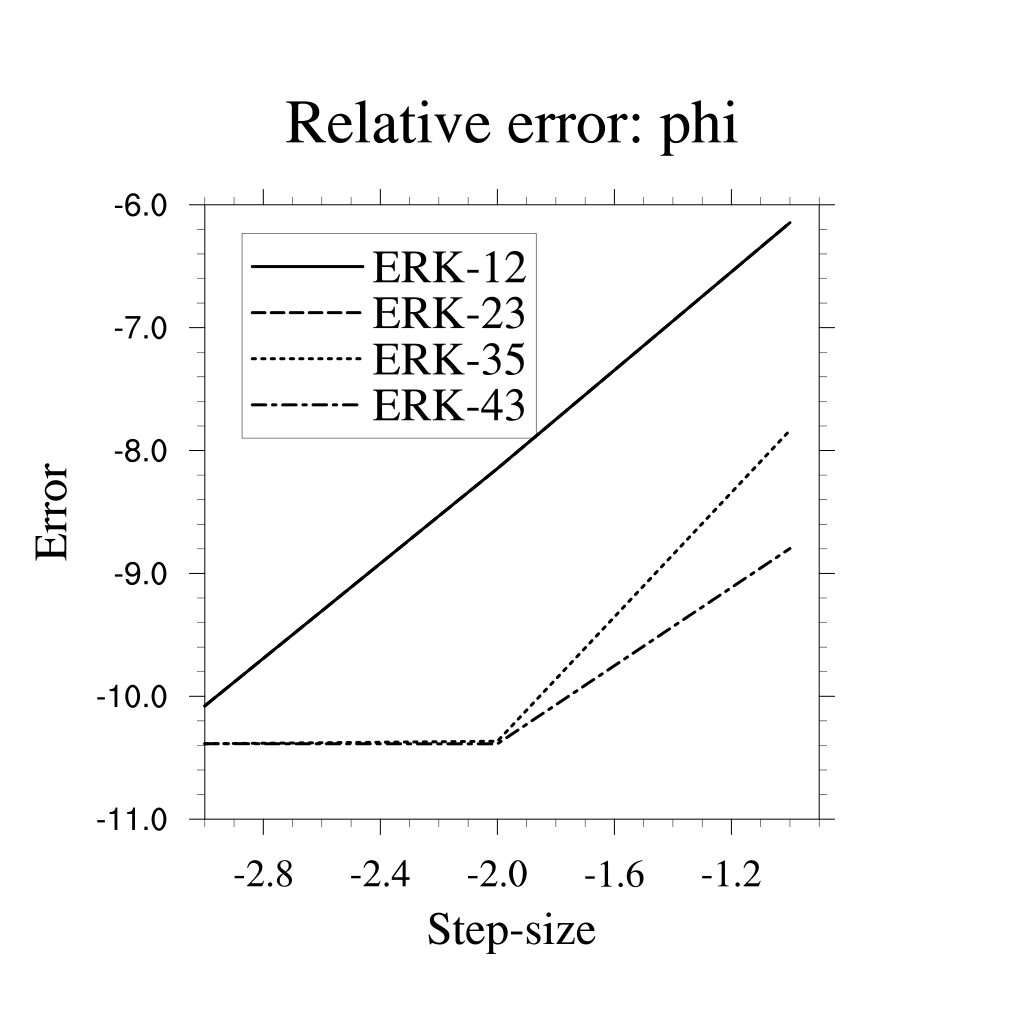 Relative error: phi
-6.0
-7.0
-8.0
-9.0
-10.0
-11.0
Error
ERK-12
ERK-23
ERK-35
ERK-43
-2.8 -2.4 -2.0 -1.6 -1.2
Step-size